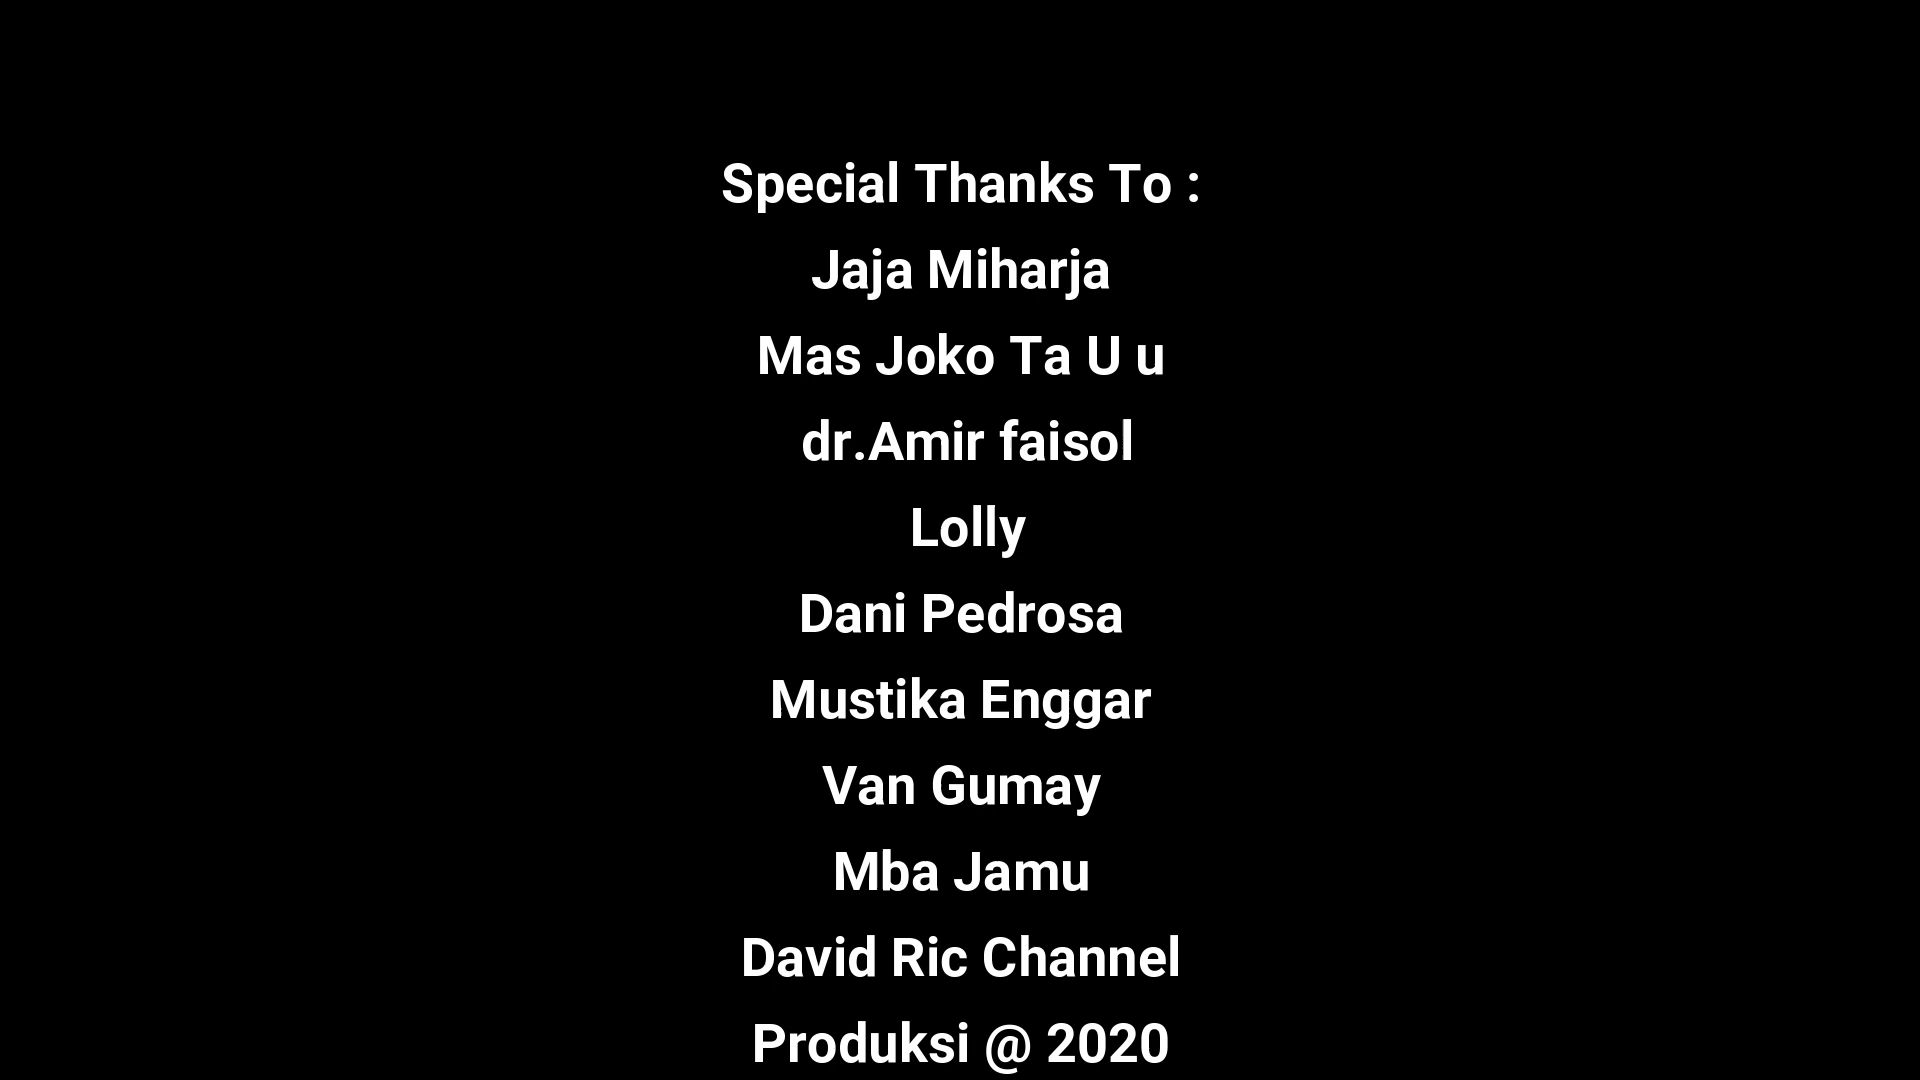 Special Thanks To :
Jaja Miharja
Mas Joko Ta U u
dr.Amir faisol
Lolly
Dani Pedrosa
Mustika Enggar
Van Gumay
Mba Jamu
David Ric Channel
Produksi @ 2020